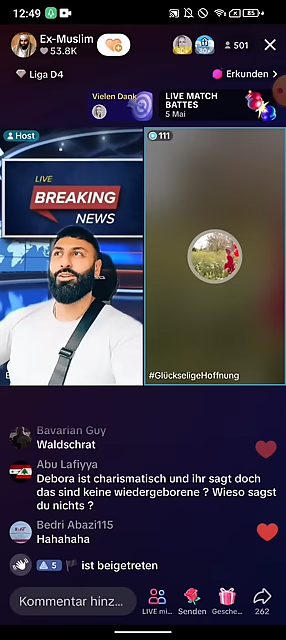 12:49
85
Ex-Muslim
53.8K
501
Liga D4
Erkunden
Vielen Dank
LIVE MATCH
BATTES
5 Mai
Host
111
LIVE
BREAKING
NEWS
#GlückseligeHoffnung
Bavarian Guy
Waldschrat
Abu Lafiyya
Debora ist charismatisch und ihr sagt doch
das sind keine wiedergeborene ? Wieso sagst
du nichts ?
Bedri Abazi115
Hahahaha
5 ist beigetreten
Kommentar hinz...
LIVE mi...
Senden
Gesche...
262